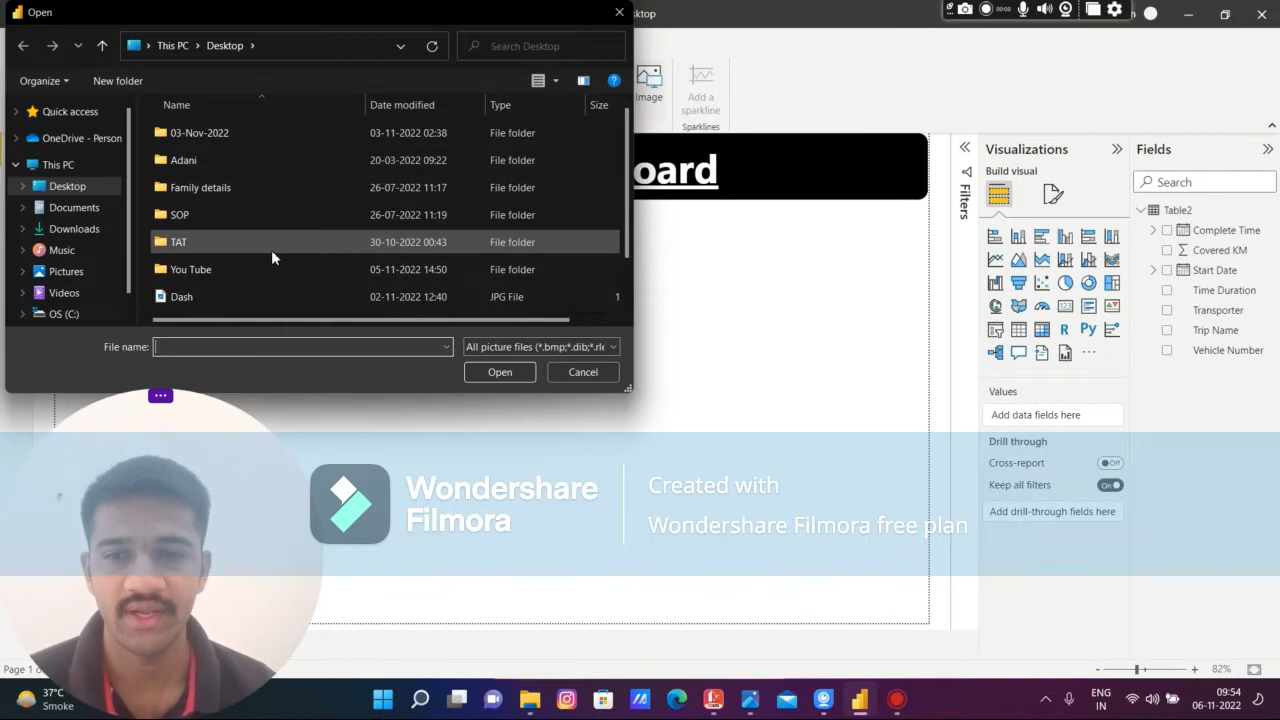 Open
sktop
This PC
Desktop
Search Desktop
Organize
New folder
Name
Date modified
Type
Size
Quick access
OneDrive - Person
This PC
Desktop
Documents
Downloads
Music
Pictures
Videos
OS (C:)
03-Nov-2022 03-11-2022 02:38 File folder
Adani 20-03-2022 09:22 File folder
Family details 26-07-2022 11:17 File folder
SOP 26-07-2022 11:19 File folder
TAT 30-10-2022 00:43 File folder
You Tube 05-11-2022 14:50 File folder
Dash 02-11-2022 12:40 JPG File 1
File name:
All picture files (*.bmp;*.dib;*.rle
Open
Cancel
00:00
Image
Add a
sparkline
Sparklines
oard
Filters
Visualizations
Build visual
R
Py
Values
Add data fields here
Drill through
Cross-report
Off
Keep all filters
On
Add drill-through fields here
Fields
Search
Table2
Complete Time
Covered KM
Start Date
Time Duration
Transporter
Trip Name
Vehicle Number
Wondershare
Filmora
Created with
Wondershare Filmora free plan
Page 1 o
82%
37°C
Smoke
ENG
IN
09:54
06-11-2022